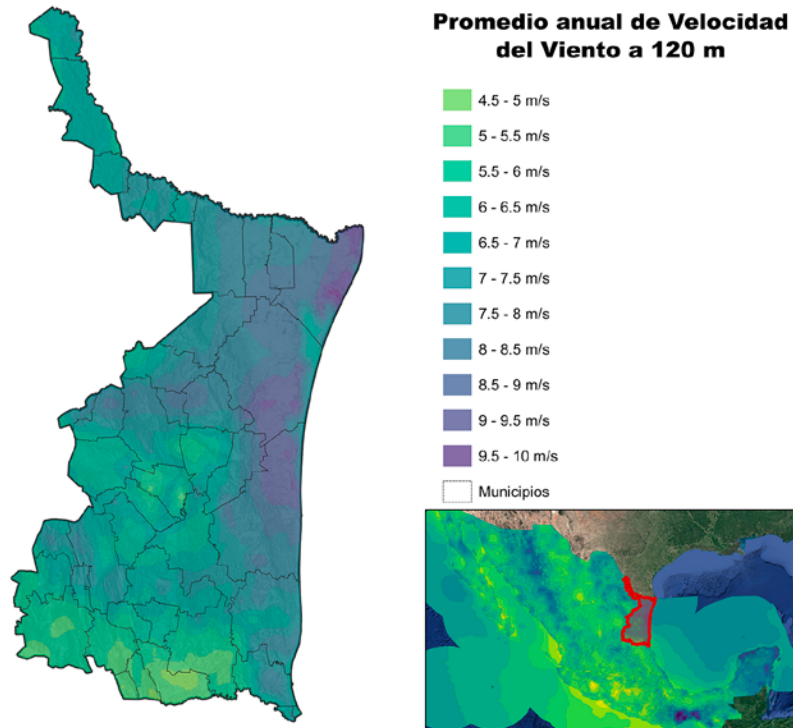 Promedio anual de Velocidad
del Viento a 120 m
4.5 - 5 m/s
5 - 5.5 m/s
5.5 - 6 m/s
6 - 6.5 m/s
6.5 - 7 m/s
7 - 7.5 m/s
7.5 - 8 m/s
8 - 8.5 m/s
8.5 - 9 m/s
9 - 9.5 m/s
9.5 - 10 m/s
Municipios